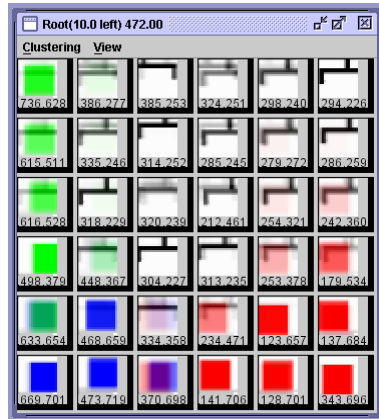 Root(10.0 left) 472.00
Clustering View
736,628 386,277 385,253 324,251 298,240 294,226
615,511 335,246 314,252 285,245 279,272 286,259
616,528 318,229 320,239 212,461 254,321 242,360
498,379 448,367 304,227 313,235 253,378 179,534
633,654 468,659 334,358 234,471 123,657 137,684
669,701 473,719 370,698 141,706 128,701 343,696